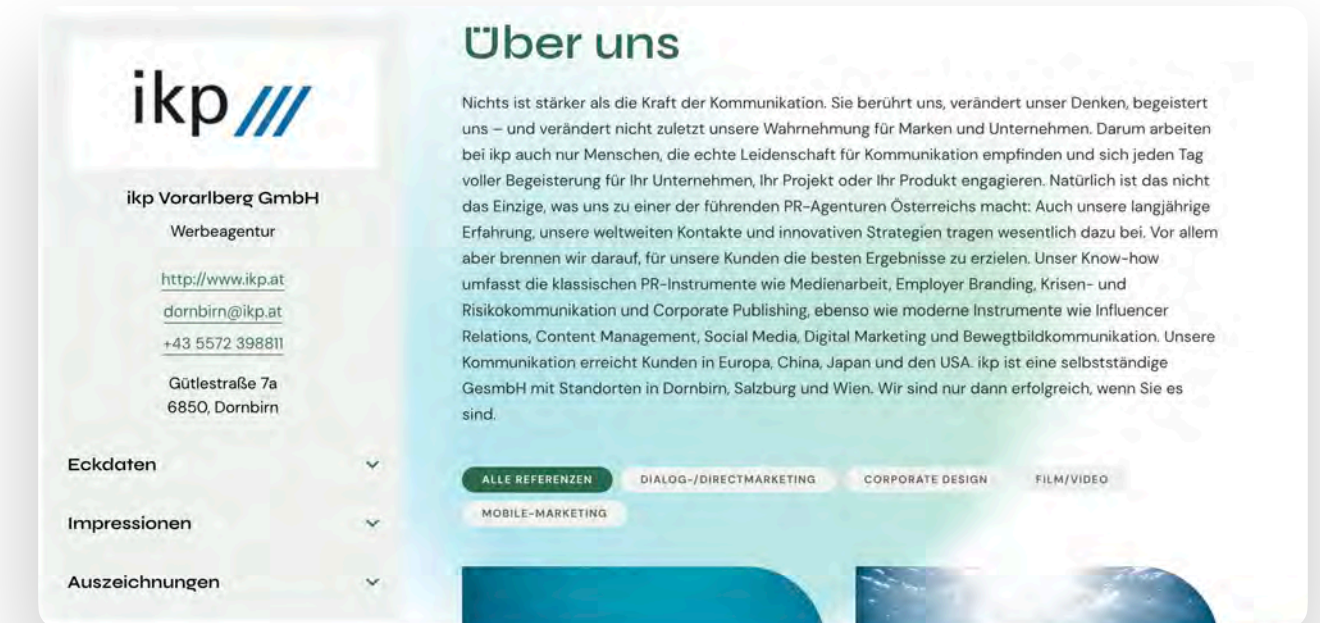 ikp
ikp Vorarlberg GmbH
Werbeagentur
http://www.ikp.at
dornbirn@ikp.at
+43 5572 398811
Gütlestraße 7a
6850, Dornbirn
Eckdaten
Impressionen
Auszeichnungen
Über uns
Nichts ist stärker als die Kraft der Kommunikation. Sie berührt uns, verändert unser Denken, begeistert
uns – und verändert nicht zuletzt unsere Wahrnehmung für Marken und Unternehmen. Darum arbeiten
bei ikp auch nur Menschen, die echte Leidenschaft für Kommunikation empfinden und sich jeden Tag
voller Begeisterung für Ihr Unternehmen, Ihr Projekt oder Ihr Produkt engagieren. Natürlich ist das nicht
das Einzige, was uns zu einer der führenden PR-Agenturen Österreichs macht: Auch unsere langjährige
Erfahrung, unsere weltweiten Kontakte und innovativen Strategien tragen wesentlich dazu bei. Vor allem
aber brennen wir darauf, für unsere Kunden die besten Ergebnisse zu erzielen. Unser Know-how
umfasst die klassischen PR-Instrumente wie Medienarbeit, Employer Branding, Krisen- und
Risikokommunikation und Corporate Publishing, ebenso wie moderne Instrumente wie Influencer
Relations, Content Management, Social Media, Digital Marketing und Bewegtbildkommunikation. Unsere
Kommunikation erreicht Kunden in Europa, China, Japan und den USA. ikp ist eine selbstständige
GesmbH mit Standorten in Dornbirn, Salzburg und Wien. Wir sind nur dann erfolgreich, wenn Sie es
sind.
ALLE REFERENZEN DIALOG-/DIRECTMARKETING CORPORATE DESIGN FILM/VIDEO
MOBILE-MARKETING